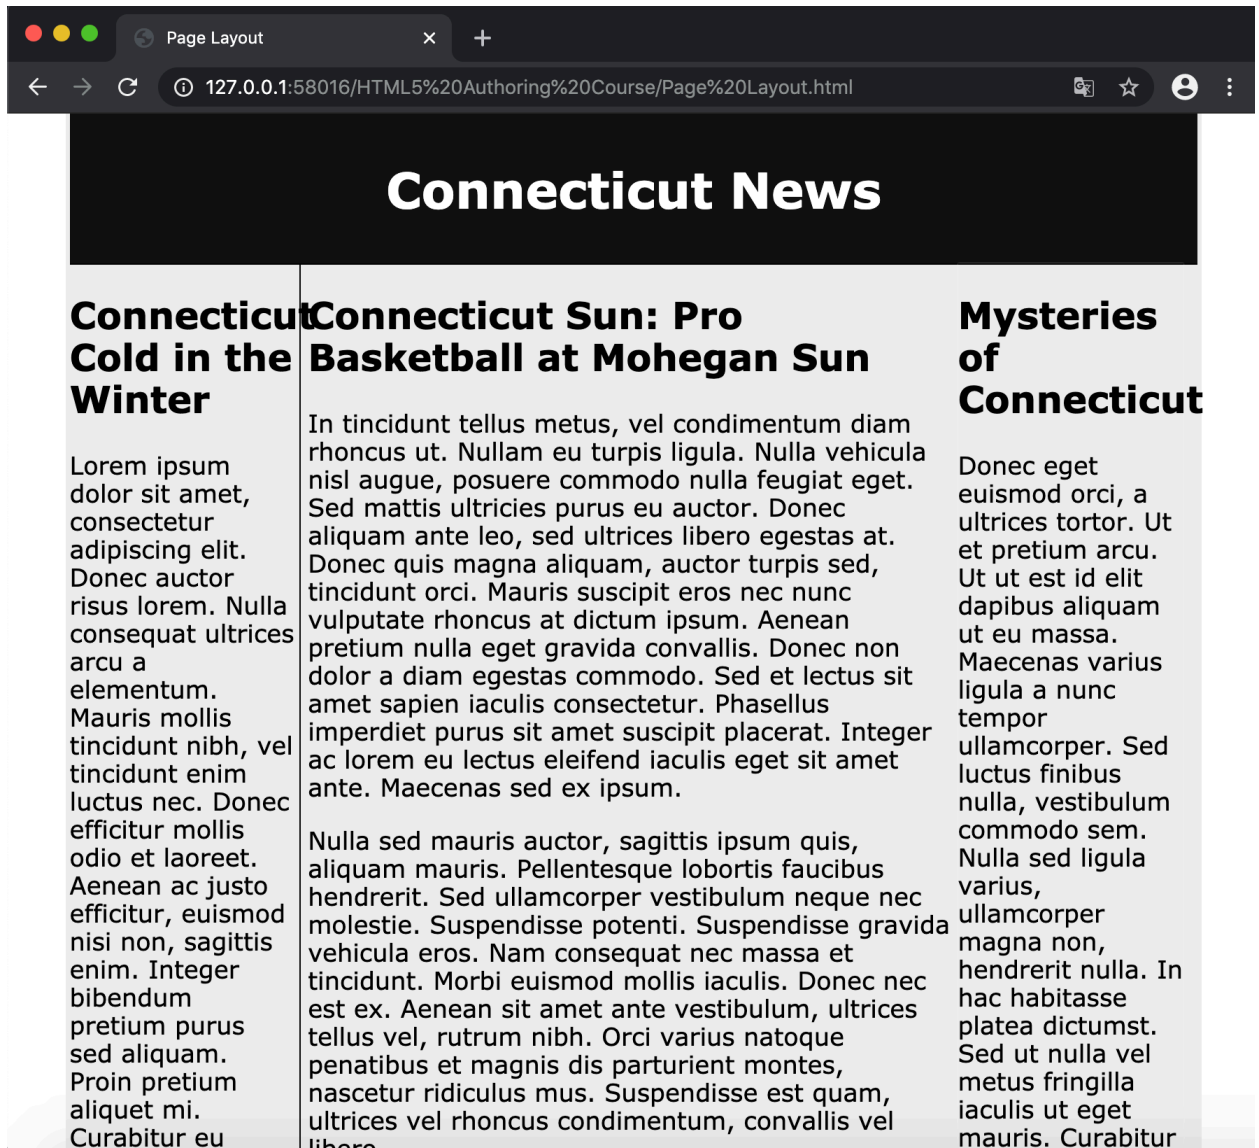 Page Layout
127.0.0.1:58016/HTML5%20Authoring%20Course/Page%20Layout.html
Connecticut News
Connecticut
Cold in the
Winter
Lorem ipsum
dolor sit amet,
consectetur
adipiscing elit.
Donec auctor
risus lorem. Nulla
consequat ultrices
arcu a
elementum.
Mauris mollis
tincidunt nibh, vel
tincidunt enim
luctus nec. Donec
efficitur mollis
odio et laoreet.
Aenean ac justo
efficitur, euismod
nisi non, sagittis
enim. Integer
bibendum
pretium purus
sed aliquam.
Proin pretium
aliquet mi.
Curabitur eu
Connecticut Sun: Pro
Basketball at Mohegan Sun
In tincidunt tellus metus, vel condimentum diam
rhoncus ut. Nullam eu turpis ligula. Nulla vehicula
nisl augue, posuere commodo nulla feugiat eget.
Sed mattis ultricies purus eu auctor. Donec
aliquam ante leo, sed ultrices libero egestas at.
Donec quis magna aliquam, auctor turpis sed,
tincidunt orci. Mauris suscipit eros nec nunc
vulputate rhoncus at dictum ipsum. Aenean
pretium nulla eget gravida convallis. Donec non
dolor a diam egestas commodo. Sed et lectus sit
amet sapien iaculis consectetur. Phasellus
imperdiet purus sit amet suscipit placerat. Integer
ac lorem eu lectus eleifend iaculis eget sit amet
ante. Maecenas sed ex ipsum.
Nulla sed mauris auctor, sagittis ipsum quis,
aliquam mauris. Pellentesque lobortis faucibus
hendrerit. Sed ullamcorper vestibulum neque nec
molestie. Suspendisse potenti. Suspendisse gravida
vehicula eros. Nam consequat nec massa et
tincidunt. Morbi euismod mollis iaculis. Donec nec
est ex. Aenean sit amet ante vestibulum, ultrices
tellus vel, rutrum nibh. Orci varius natoque
penatibus et magnis dis parturient montes,
nascetur ridiculus mus. Suspendisse est quam,
ultrices vel rhoncus condimentum, convallis vel
libero
Mysteries
of
Connecticut
Donec eget
euismod orci, a
ultrices tortor. Ut
et pretium arcu.
Ut ut est id elit
dapibus aliquam
ut eu massa.
Maecenas varius
ligula a nunc
tempor
ullamcorper. Sed
luctus finibus
nulla, vestibulum
commodo sem.
Nulla sed ligula
varius,
ullamcorper
magna non,
hendrerit nulla. In
hac habitasse
platea dictumst.
Sed ut nulla vel
metus fringilla
iaculis ut eget
mauris. Curabitur